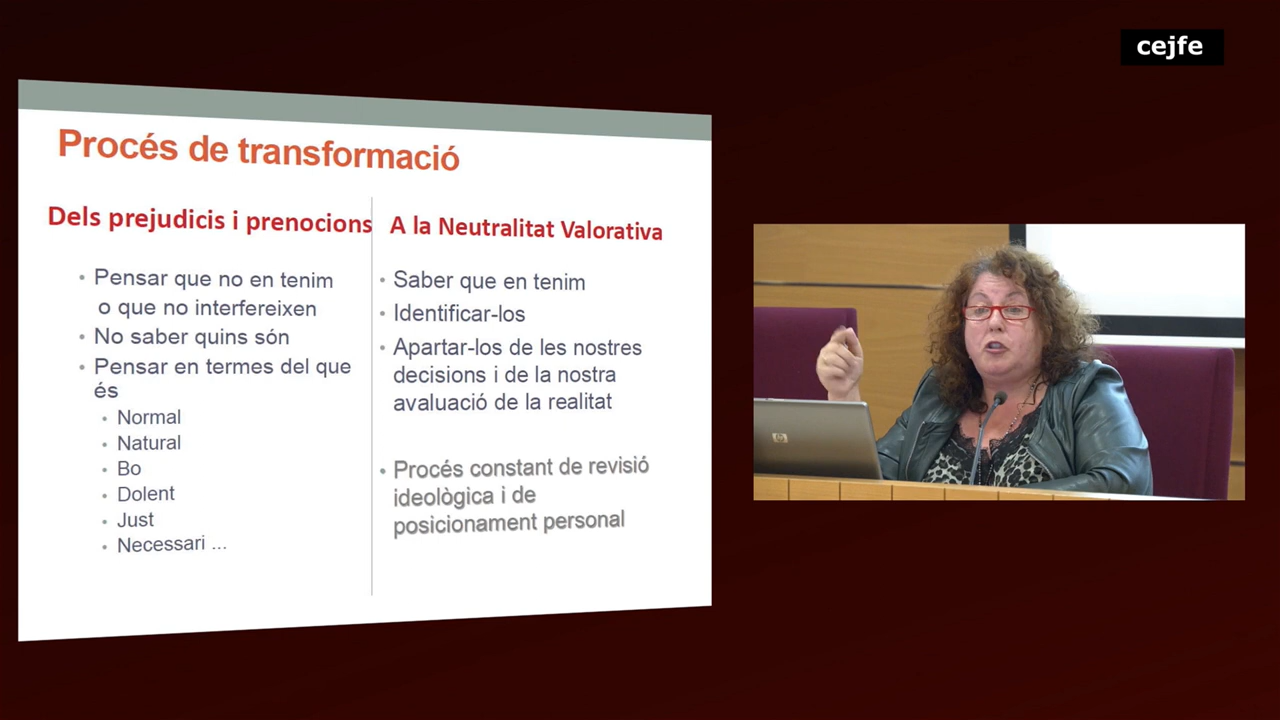 cejfe
Procés de transformació
Dels prejudicis i prenocions
• Pensar que no en tenim
o que no interfereixen
• No saber quins són
• Pensar en termes del que
és
• Normal
• Natural
• Bo
• Dolent
• Just
• Necessari ...
A la Neutralitat Valorativa
• Saber que en tenim
• Identificar-los
• Apartar-los de les nostres
decisions i de la nostra
avaluació de la realitat
• Procés constant de revisió
ideològica i de
posicionament personal
hp